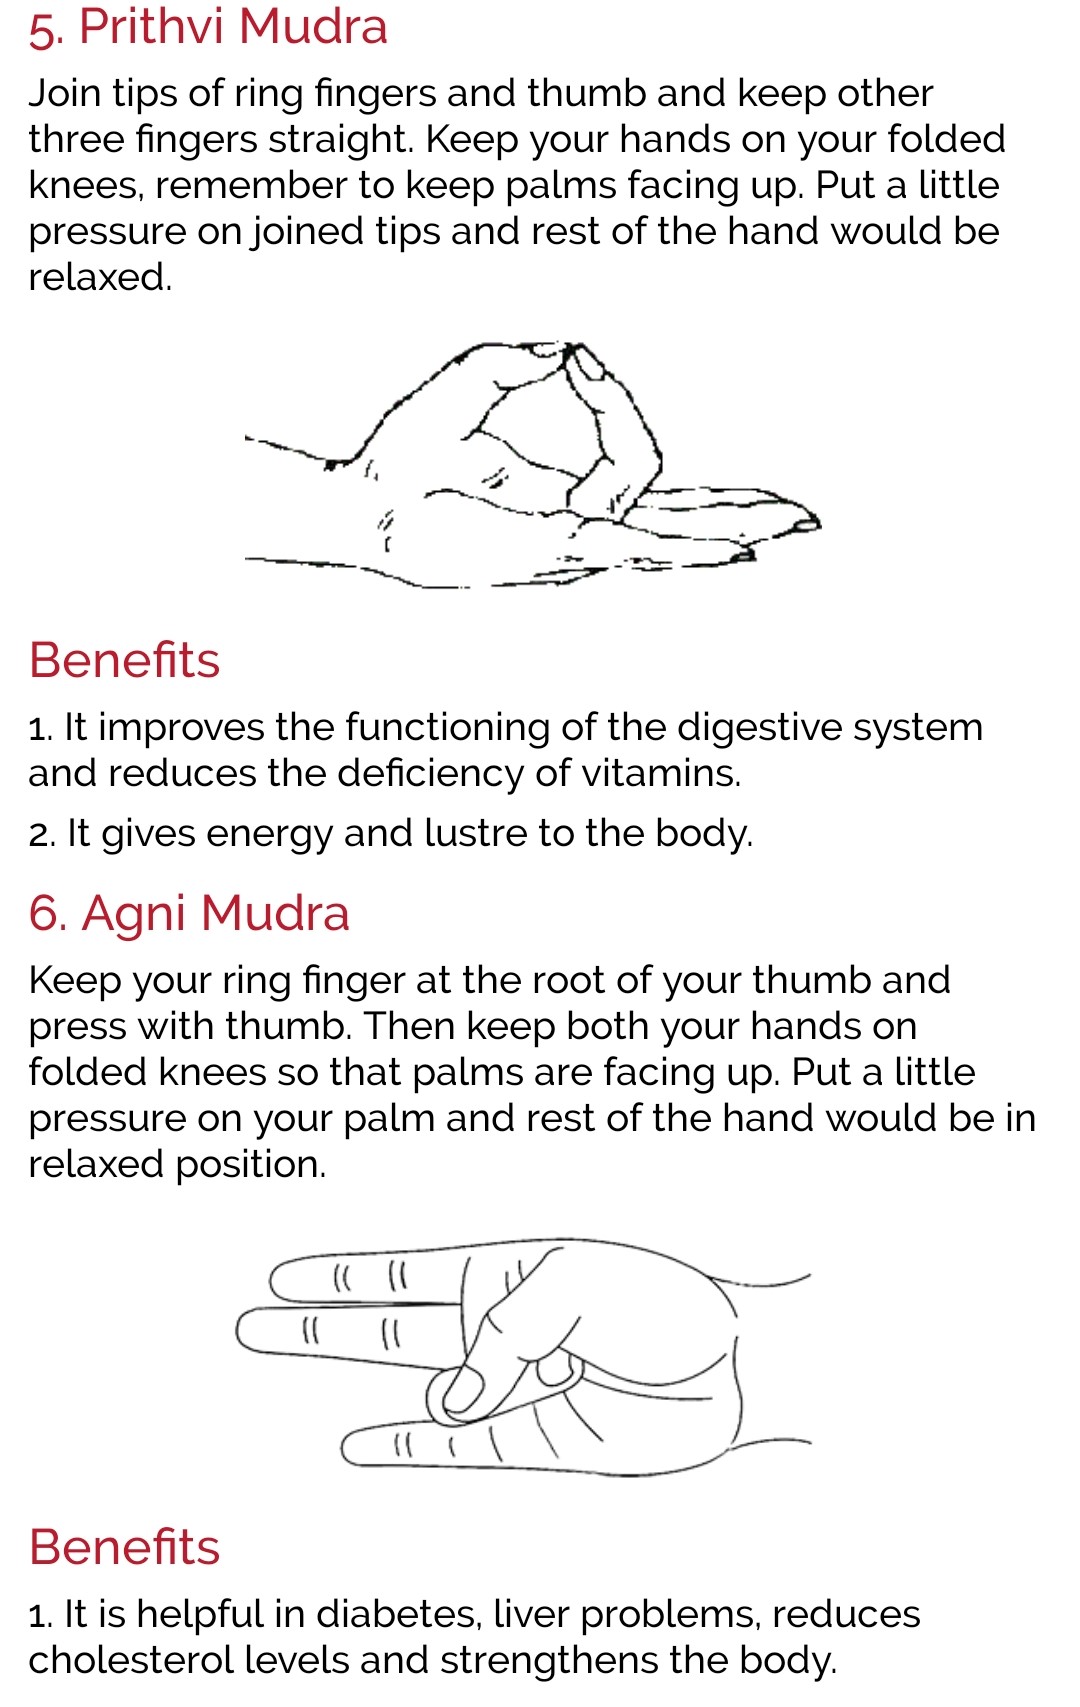 5. Prithvi Mudra
Join tips of ring fingers and thumb and keep other
three fingers straight. Keep your hands on your folded
knees, remember to keep palms facing up. Put a little
pressure on joined tips and rest of the hand would be
relaxed.
Benefits
1. It improves the functioning of the digestive system
and reduces the deficiency of vitamins.
2. It gives energy and lustre to the body.
6. Agni Mudra
Keep your ring finger at the root of your thumb and
press with thumb. Then keep both your hands on
folded knees so that palms are facing up. Put a little
pressure on your palm and rest of the hand would be in
relaxed position.
Benefits
1. It is helpful in diabetes, liver problems, reduces
cholesterol levels and strengthens the body.